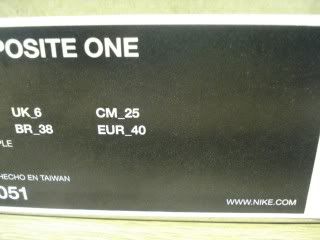 POSITE ONE
UK_6 CM_25
BR_38 EUR_40
PLE
HECHO EN TAIWAN
051
WWW.NIKE.COM